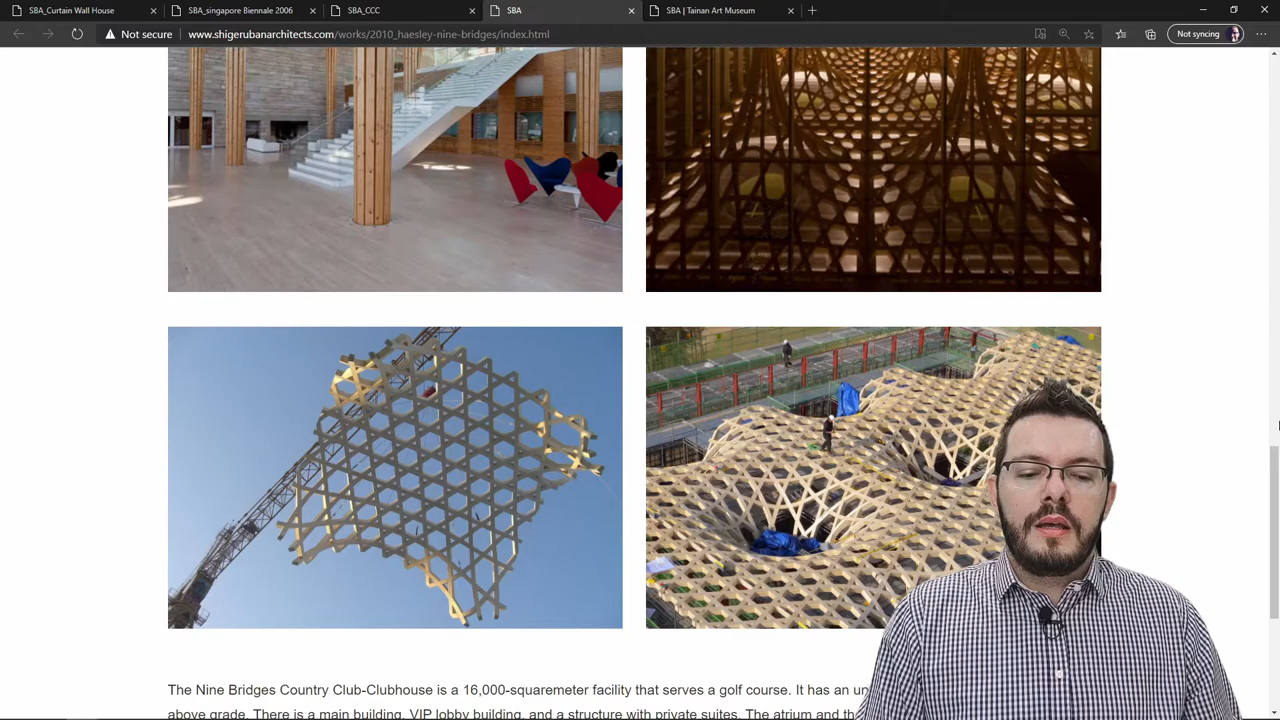 SBA_Curtain Wall House
SBA_singapore Biennale 2006
SBA_CCC
SBA
SBA | Tainan Art Museum
Not secure
www.shigerubanarchitects.com/works/2010_haesley-nine-bridges/index.html
Not syncing
The Nine Bridges Country Club-Clubhouse is a 16,000-squaremeter facility that serves a golf course. It has an
above grade. There is a main building, VIP lobby building, and a structure with private suites. The atrium and